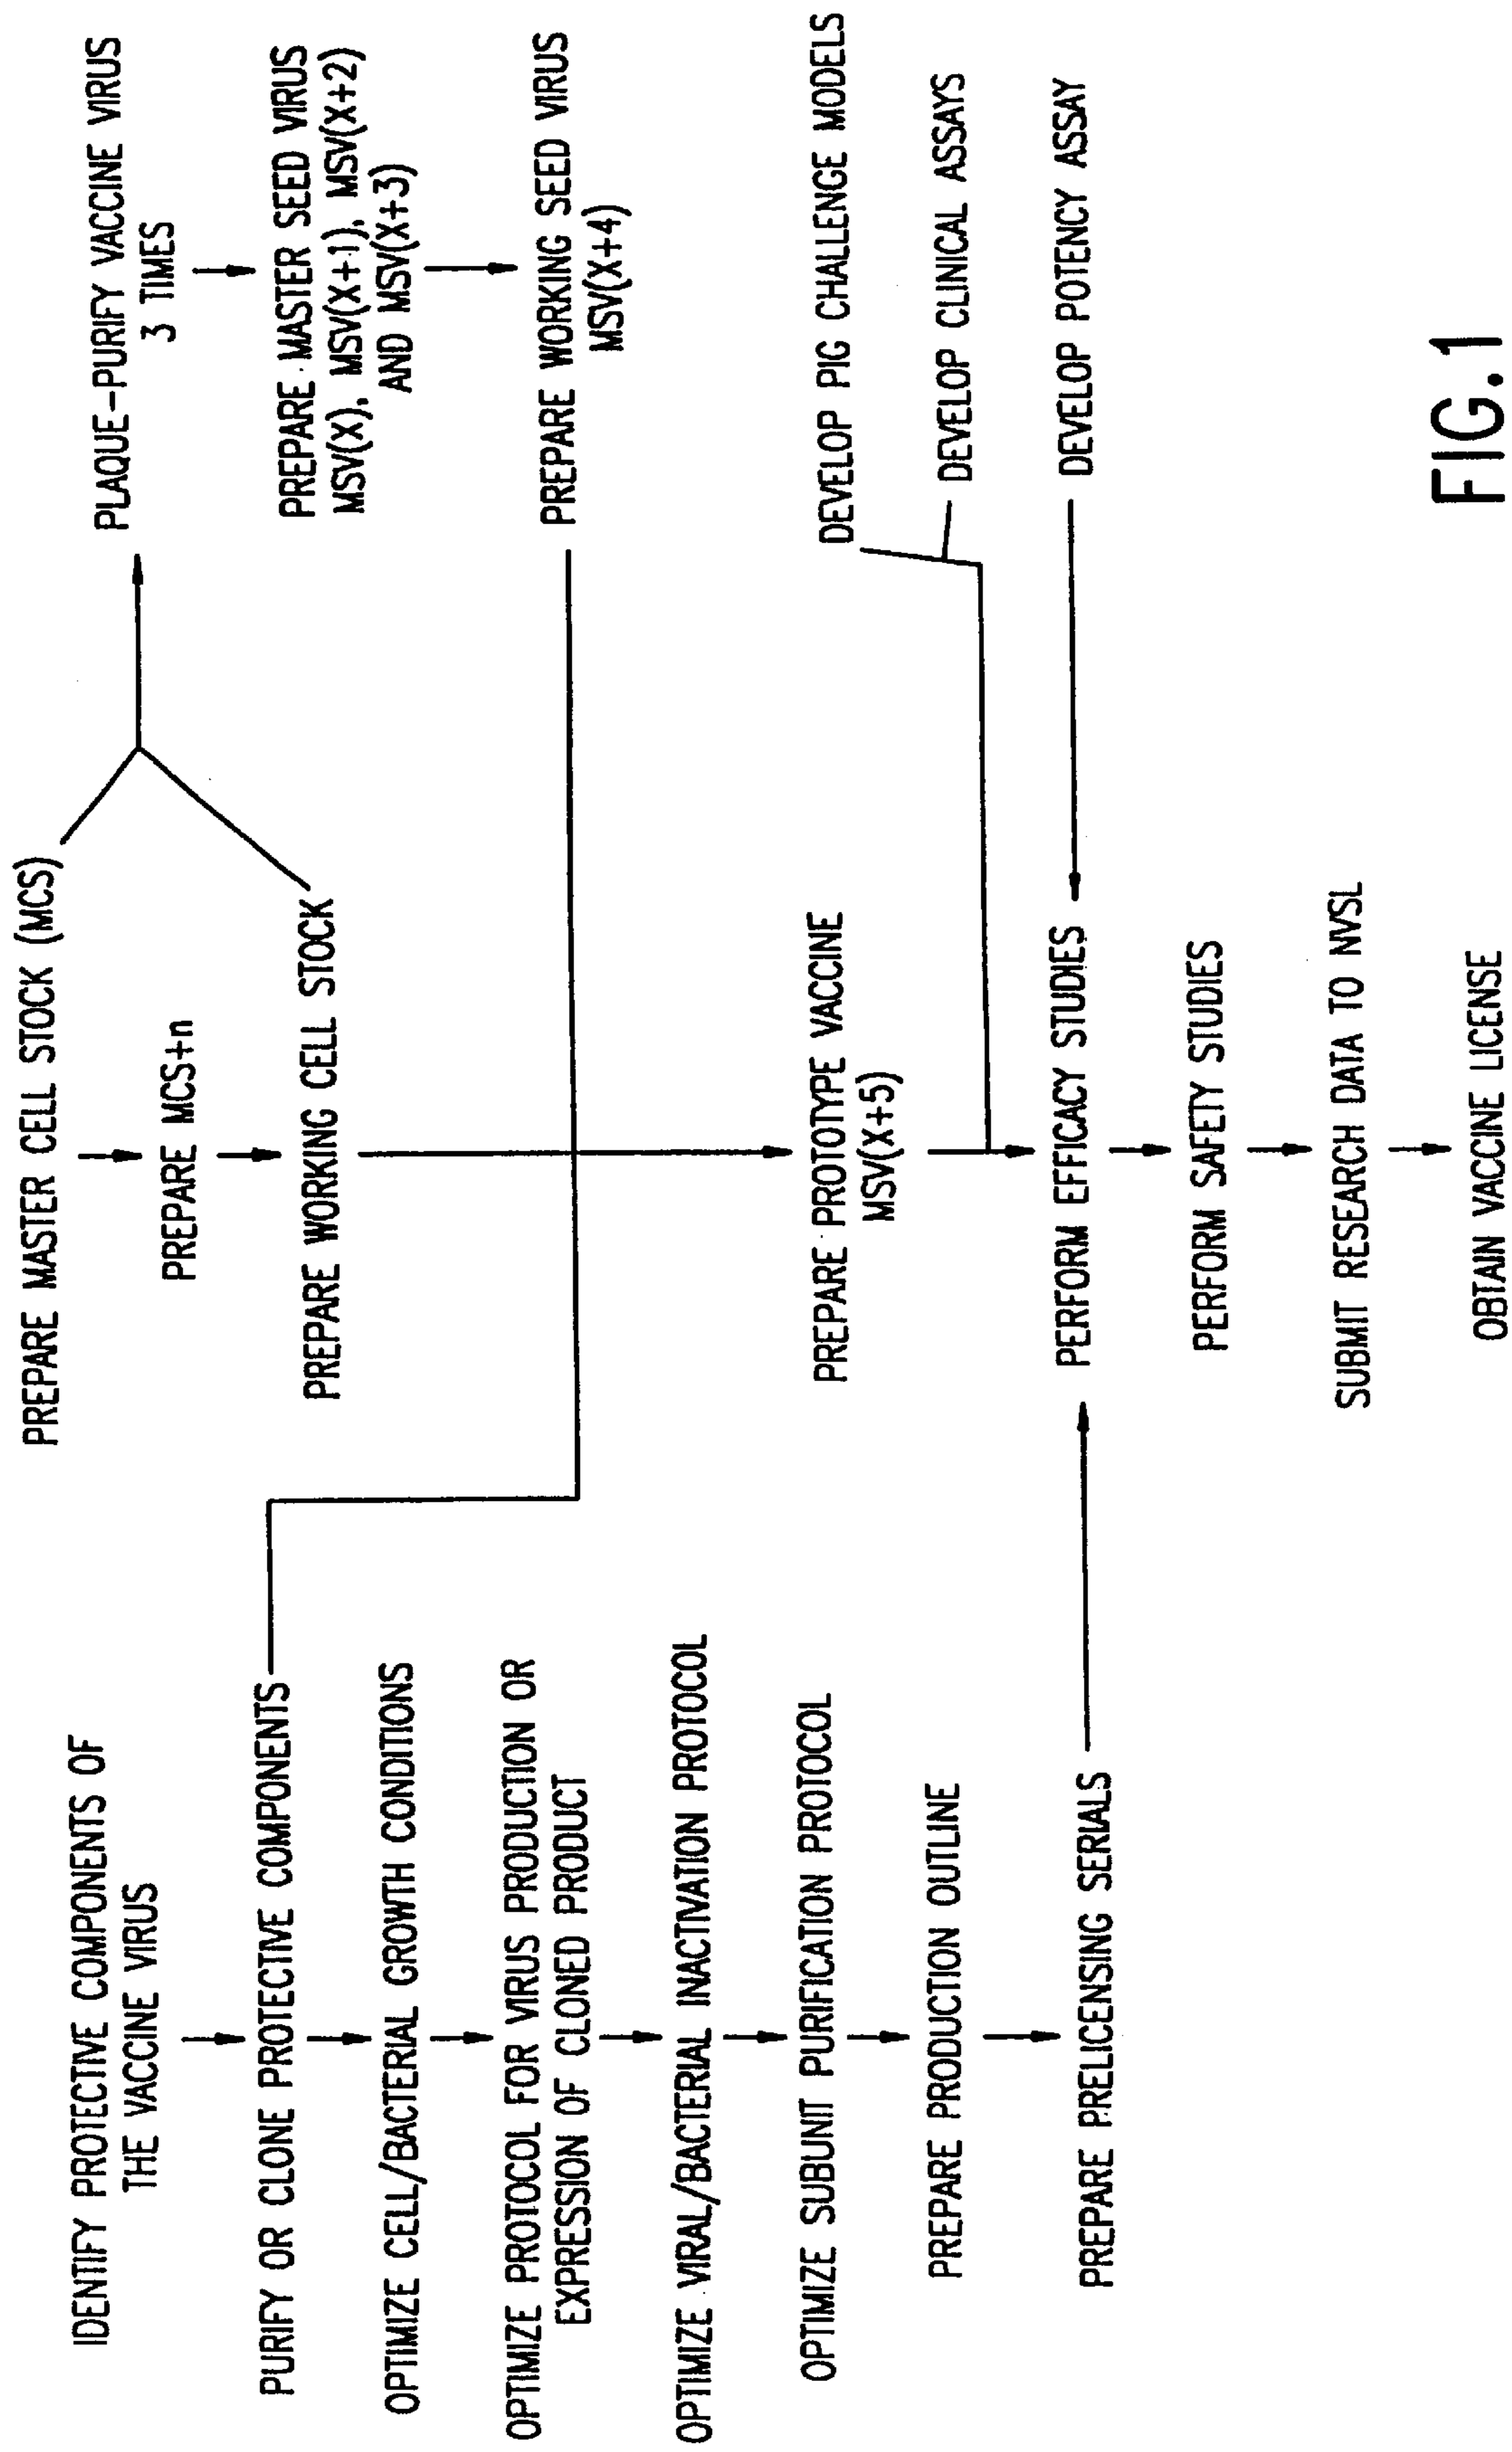 IDENTIFY PROTECTIVE COMPONENTS OF
THE VACCINE VIRUS
PURIFY OR CLONE PROTECTIVE COMPONENTS
OPTIMIZE CELL/BACTERIAL GROWTH CONDITIONS
OPTIMIZE PROTOCOL FOR VIRUS PRODUCTION OR
EXPRESSION OF CLONED PRODUCT
OPTIMIZE VIRAL/BACTERIAL INACTIVATION PROTOCOL
OPTIMIZE SUBUNIT PURIFICATION PROTOCOL
PREPARE PRODUCTION OUTLINE
PREPARE PRELICENSING SERIALS
PREPARE MASTER CELL STOCK (MCS)
PREPARE MCS+n
PREPARE WORKING CELL STOCK
PREPARE PROTOTYPE VACCINE
MSV(X+5)
PERFORM EFFICACY STUDIES
PERFORM SAFETY STUDIES
SUBMIT RESEARCH DATA TO NVSL
OBTAIN VACCINE LICENSE
PLAQUE-PURIFY VACCINE VIRUS
3 TIMES
PREPARE MASTER SEED VIRUS
MSV(X), MSV(X+1), MSV(X+2)
AND MSV(X+3)
PREPARE WORKING SEED VIRUS
MSV(X+4)
DEVELOP PIG CHALLENGE MODELS
DEVELOP CLINICAL ASSAYS
DEVELOP POTENCY ASSAY
FIG.1